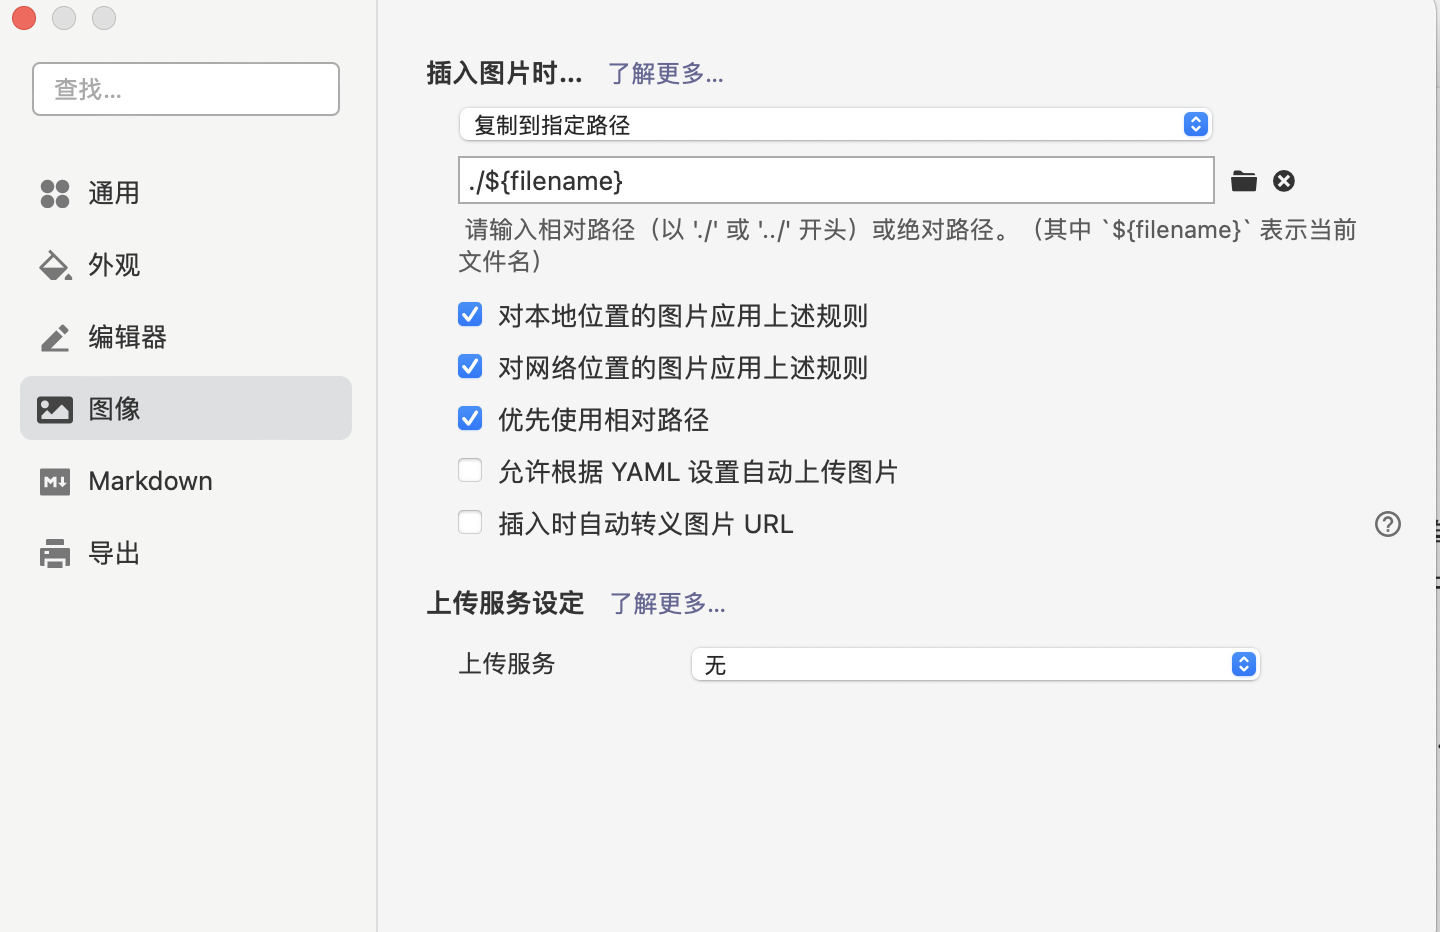 查找...
通用
外观
编辑器
图像
Markdown
导出
插入图片时... 了解更多...
复制到指定路径
./${filename}
请输入相对路径（以 './' 或 '../' 开头）或绝对路径。（其中 `${filename}` 表示当前
文件名）
对本地位置的图片应用上述规则
对网络位置的图片应用上述规则
优先使用相对路径
允许根据 YAML 设置自动上传图片
插入时自动转义图片 URL
上传服务设定 了解更多...
上传服务 无